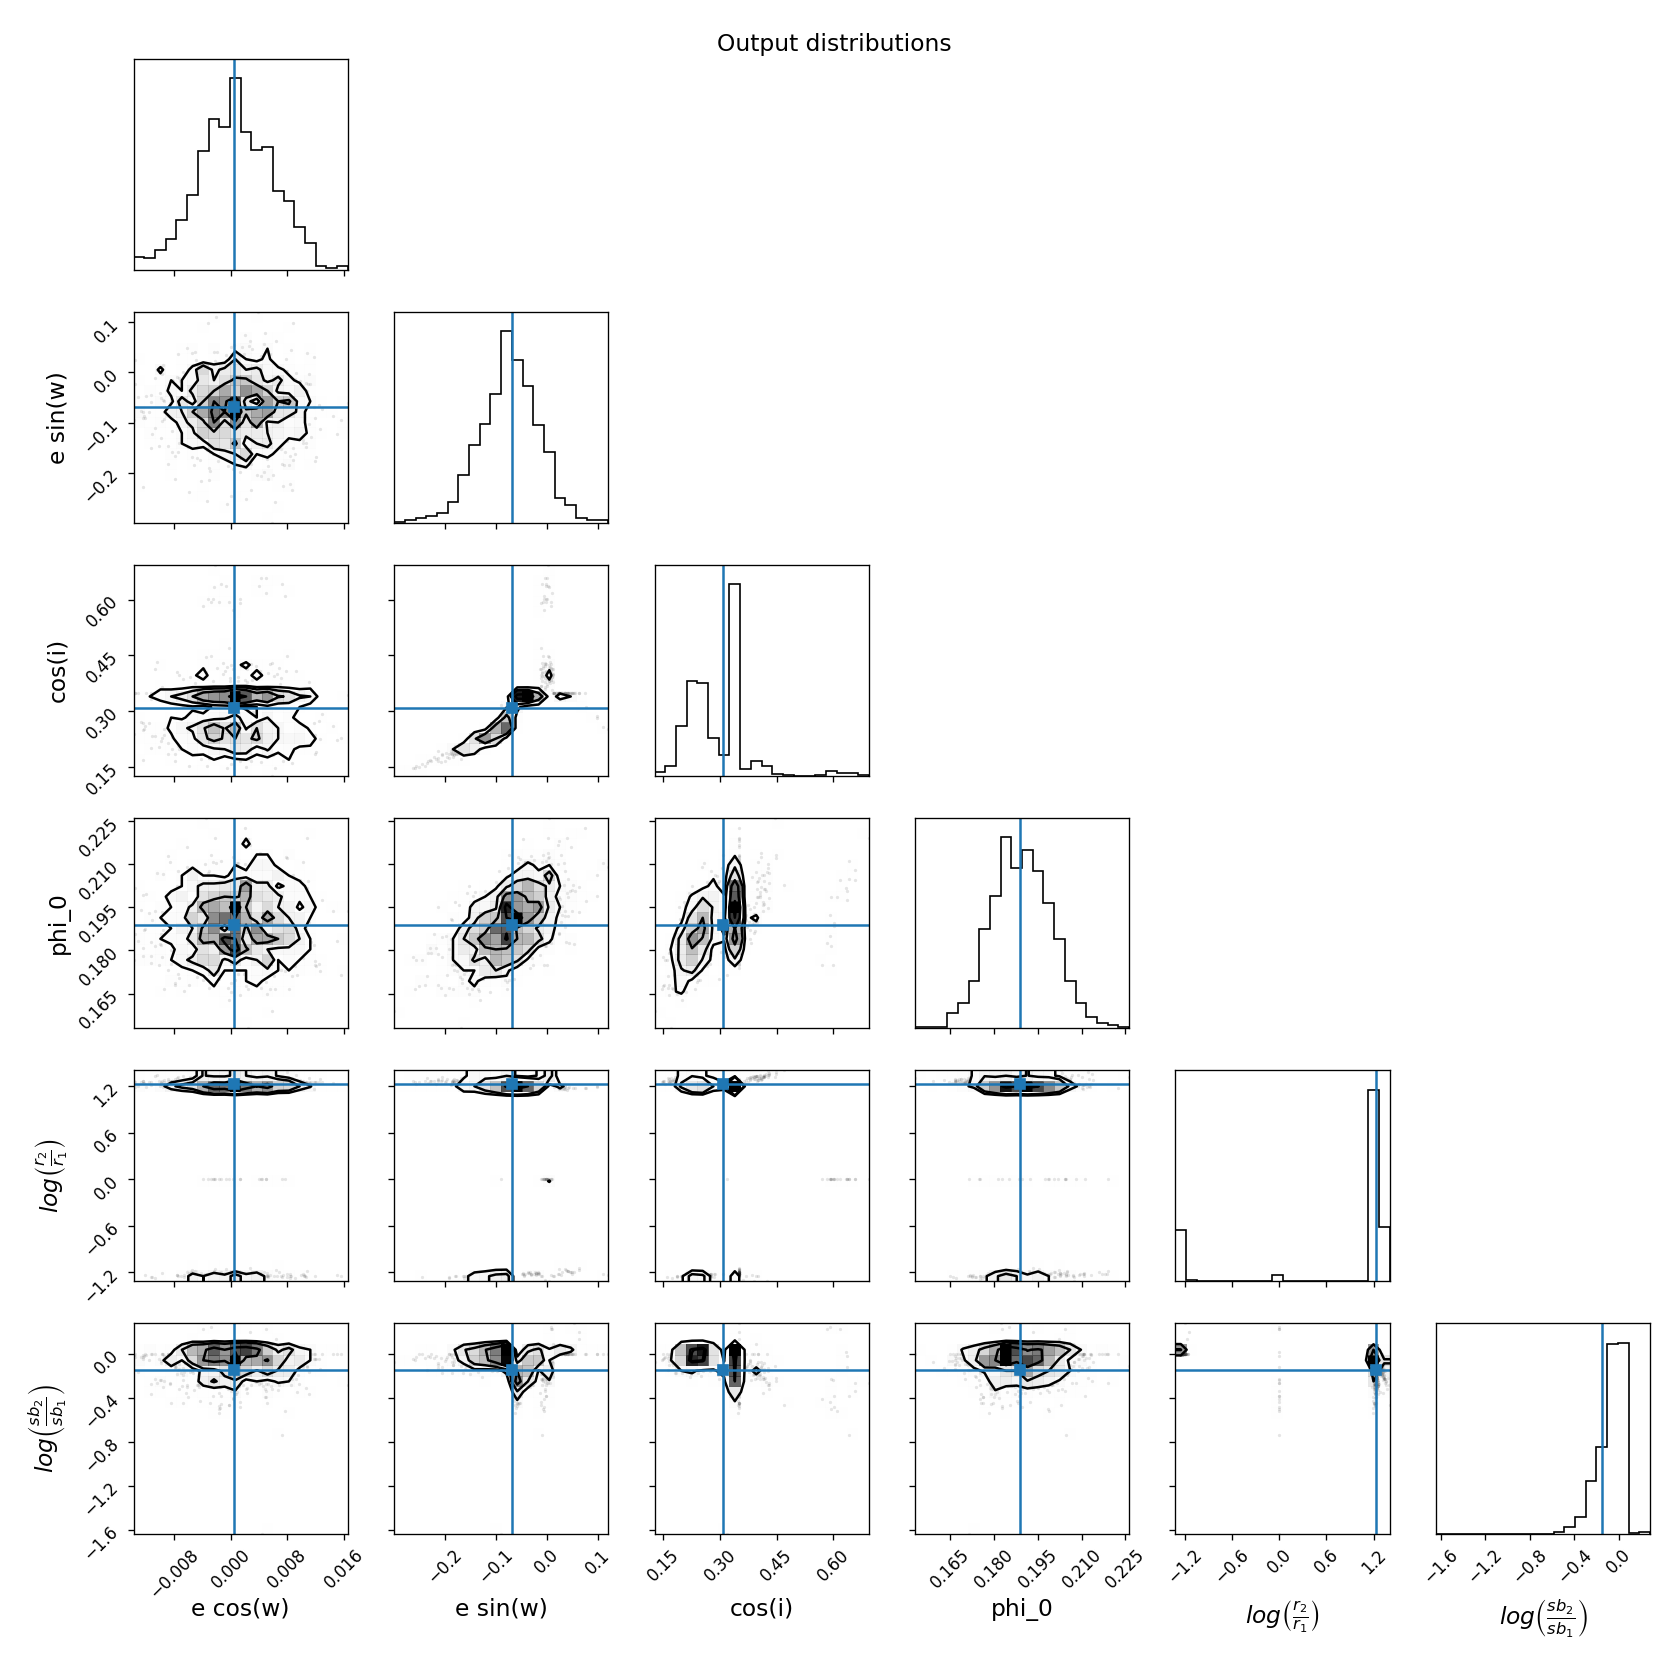 Output distributions
0.1
0.0
−0.1
−0.2
e sin(w)
0.60
0.45
0.30
0.15
cos(i)
0.225
0.210
0.195
0.180
0.165
phi_0
1.2
0.6
0.0
−0.6
−1.2
log(r₂/r₁)
0.0
−0.4
−0.8
−1.2
−1.6
log(sb₂/sb₁)
−0.008 0.000 0.008 0.016 −0.2 −0.1 0.0 0.1 0.15 0.30 0.45 0.60 0.165 0.180 0.195 0.210 0.225 −1.2 −0.6 0.0 0.6 1.2 −1.6 −1.2 −0.8 −0.4 0.0
e cos(w) e sin(w) cos(i) phi_0 log(r₂/r₁) log(sb₂/sb₁)